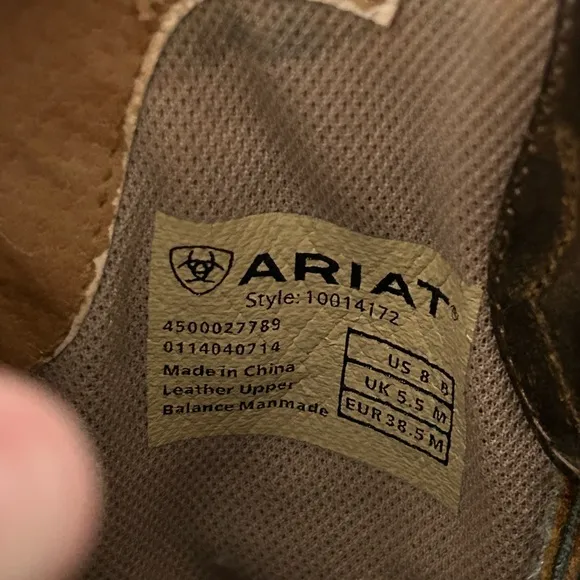 ARIAT®
Style: 10014172
4500027789
0114040714
Made in China
Leather Upper
Balance Manmade
US 8 B
UK 5.5 M
EUR 38.5 M